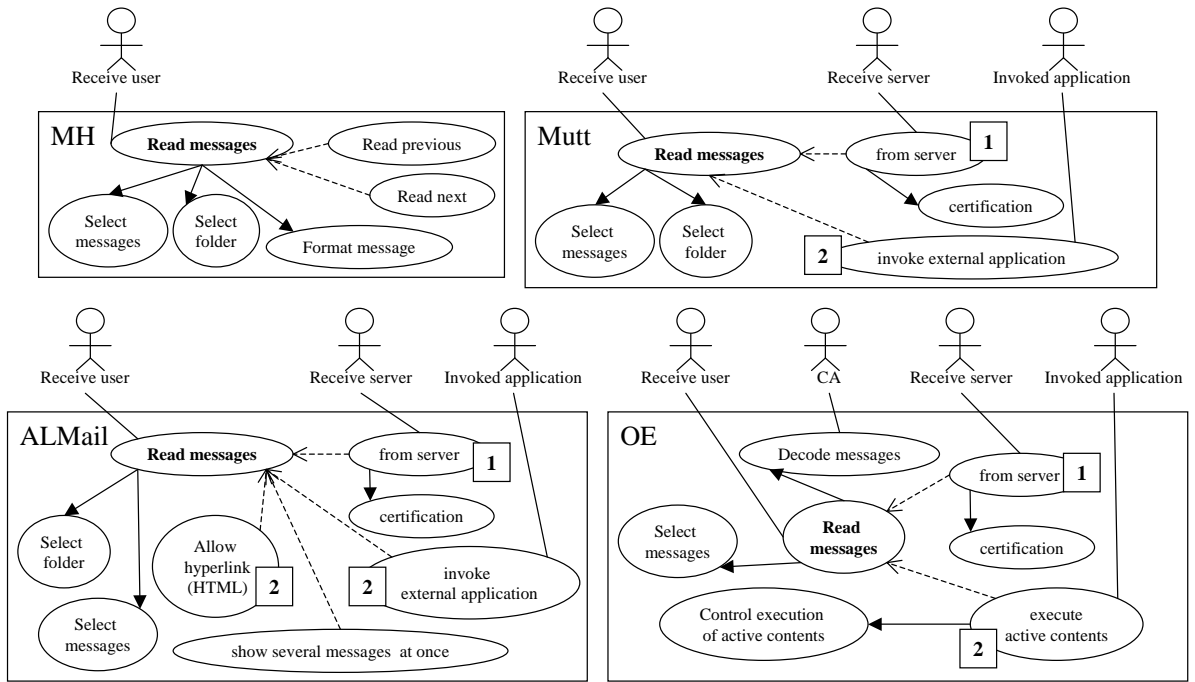 Receive user
MH
Read messages
Read previous
Read next
Select
messages
Select
folder
Format message
Receive user
Receive server
Invoked application
Mutt
Read messages
from server
1
certification
Select
messages
Select
folder
2
invoke external application
Receive user
Receive server
Invoked application
ALMail
Read messages
from server
1
certification
Select
folder
Allow
hyperlink
(HTML)
2
2
invoke
external application
Select
messages
show several messages at once
Receive user
CA
Receive server
Invoked application
OE
Decode messages
from server
1
Select
messages
Read
messages
certification
Control execution
of active contents
execute
active contents
2